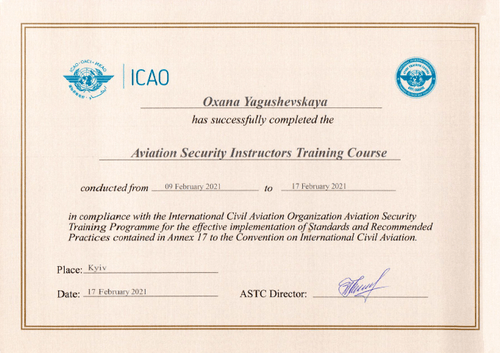 ICAO · OACI · ИКАО
ICAO
Oxana Yagushevskaya
has successfully completed the
Aviation Security Instructors Training Course
conducted from 09 February 2021 to 17 February 2021
in compliance with the International Civil Aviation Organization Aviation Security
Training Programme for the effective implementation of Standards and Recommended
Practices contained in Annex 17 to the Convention on International Civil Aviation.
Place: Kyiv
Date: 17 February 2021
ASTC Director: